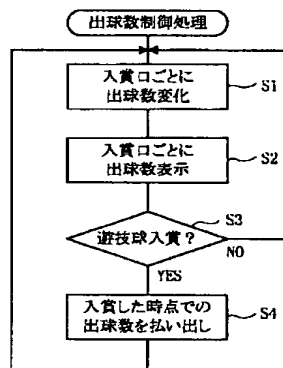 出球数制御処理
入賞口ごとに
出球数変化
S1
入賞口ごとに
出球数表示
S2
遊技球入賞?
S3
NO
YES
入賞した時点での
出球数を払い出し
S4